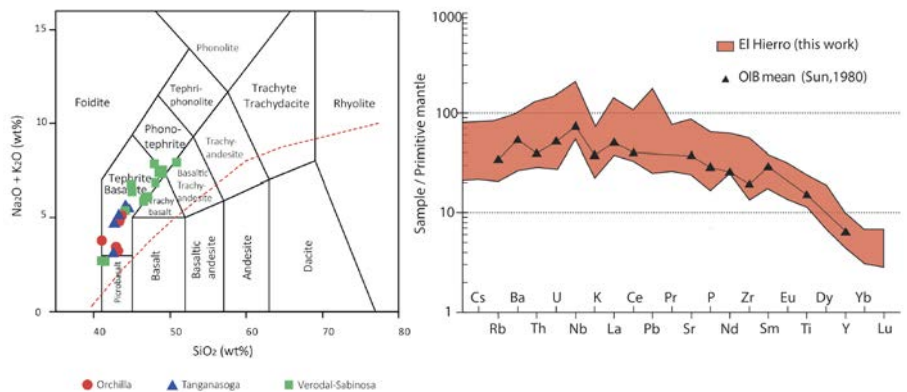 15
10
5
0
Na2O + K2O (wt%)
Foidite
Phonolite
Tephri-
phonolite
Phono-
tephrite
Tephrite
Basanite
Trachyte
Trachydacite
Rhyolite
Trachy-
andesite
Basaltic
Trachy-
andesite
Trachy
basalt
Picrobasalt
Basalt
Basaltic
andesite
Andesite
Dacite
40 50 60 70 80
SiO2 (wt%)
Orchilla Tanganasoga Verodal-Sabinosa
1000
100
10
1
Sample / Primitive mantle
El Hierro (this work)
OIB mean (Sun,1980)
Cs Ba U K Ce Pr P Zr Eu Dy Yb
Rb Th Nb La Pb Sr Nd Sm Ti Y Lu